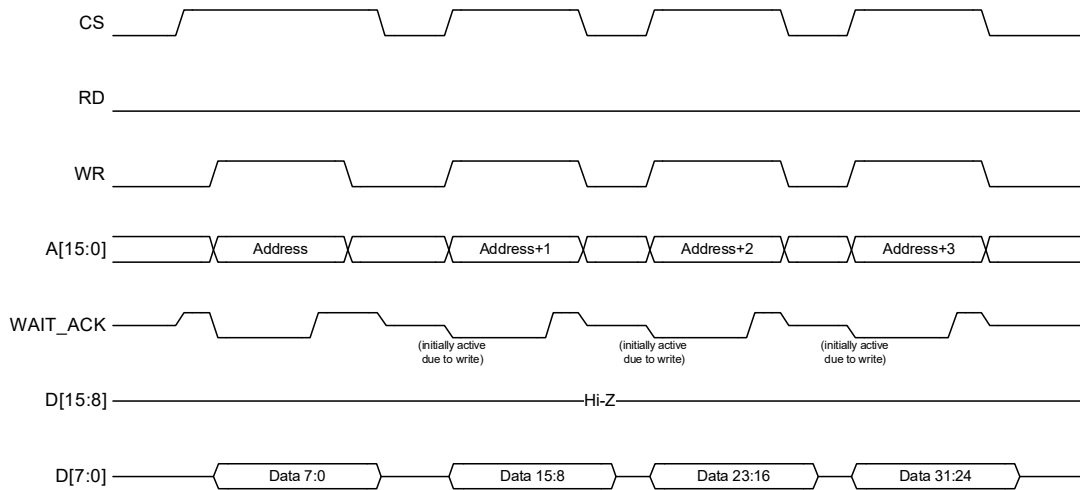 CS
RD
WR
A[15:0]
Address
Address+1
Address+2
Address+3
WAIT_ACK
(initially active
due to write)
(initially active
due to write)
(initially active
due to write)
D[15:8]
Hi-Z
D[7:0]
Data 7:0
Data 15:8
Data 23:16
Data 31:24